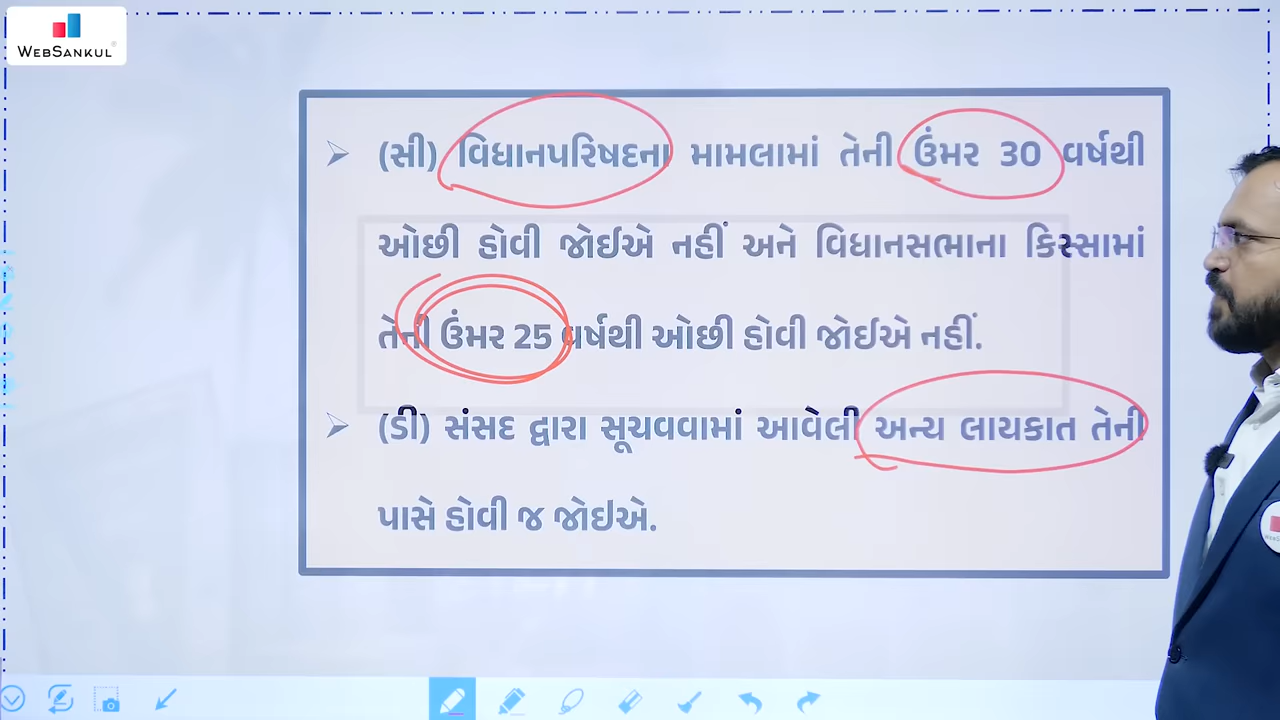 WEBSANKUL
(સી) વિધાનપરિષદના મામલામાં તેની ઉંમર 30 વર્ષથી
ઓછી હોવી જોઈએ નહીં અને વિધાનસભાના કિસ્સામાં
તેની ઉંમર 25 વર્ષથી ઓછી હોવી જોઈએ નહીં.
(ડી) સંસદ દ્વારા સૂચવવામાં આવેલી અન્ય લાયકાત તેની
પાસે હોવી જ જોઇએ.